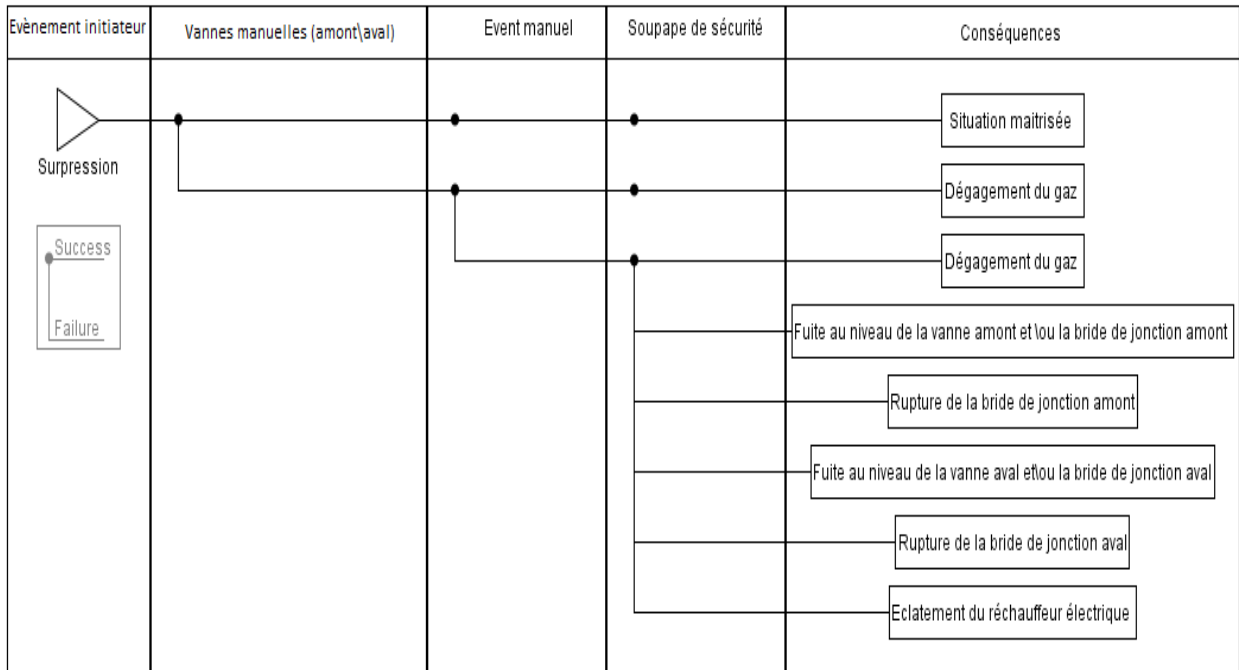 Evènement initiateur
Vannes manuelles (amont\aval)
Event manuel
Soupape de sécurité
Conséquences
Surpression
Situation maitrisée
Dégagement du gaz
Success
Failure
Dégagement du gaz
Fuite au niveau de la vanne amont et \ou la bride de jonction amont
Rupture de la bride de jonction amont
Fuite au niveau de la vanne aval et\ou la bride de jonction aval
Rupture de la bride de jonction aval
Eclatement du réchauffeur électrique